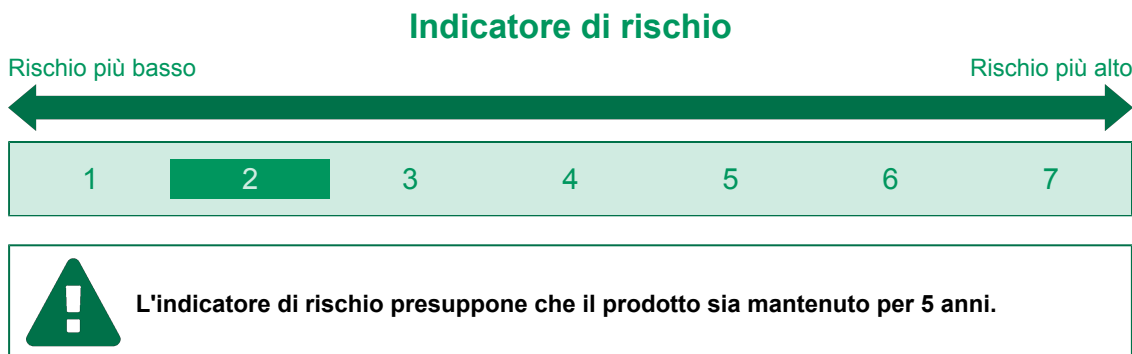 Indicatore di rischio
Rischio più basso
Rischio più alto
1 2 3 4 5 6 7
L'indicatore di rischio presuppone che il prodotto sia mantenuto per 5 anni.